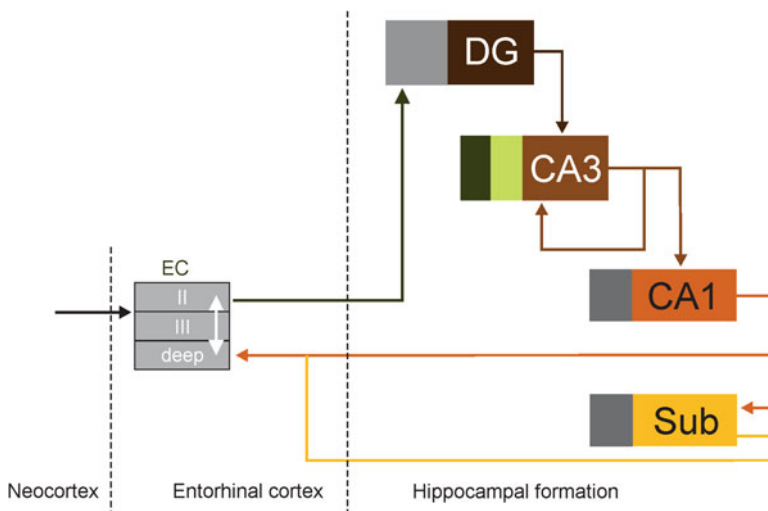 DG
CA3
EC
II
III
deep
CA1
Sub
Neocortex
Entorhinal cortex
Hippocampal formation